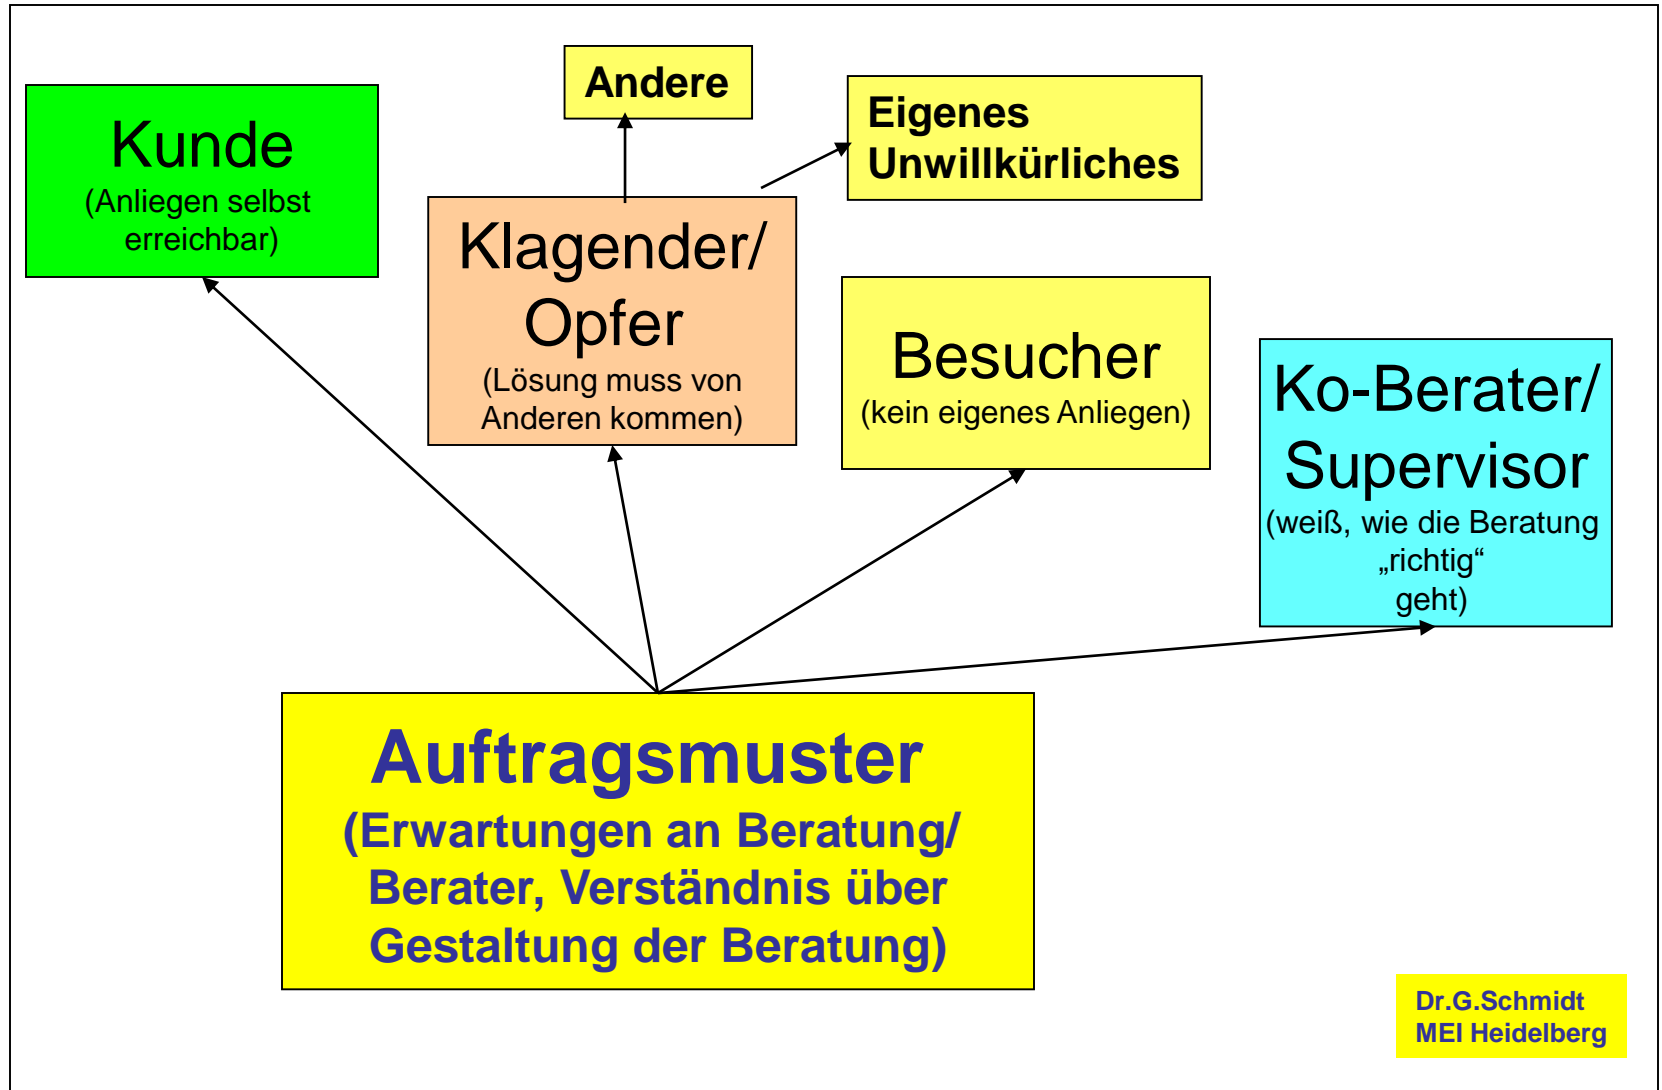 Andere
Eigenes
Unwillkürliches
Kunde
(Anliegen selbst
erreichbar)
Klagender/
Opfer
(Lösung muss von
Anderen kommen)
Besucher
(kein eigenes Anliegen)
Ko-Berater/
Supervisor
(weiß, wie die Beratung
„richtig“
geht)
Auftragsmuster
(Erwartungen an Beratung/
Berater, Verständnis über
Gestaltung der Beratung)
Dr.G.Schmidt
MEI Heidelberg